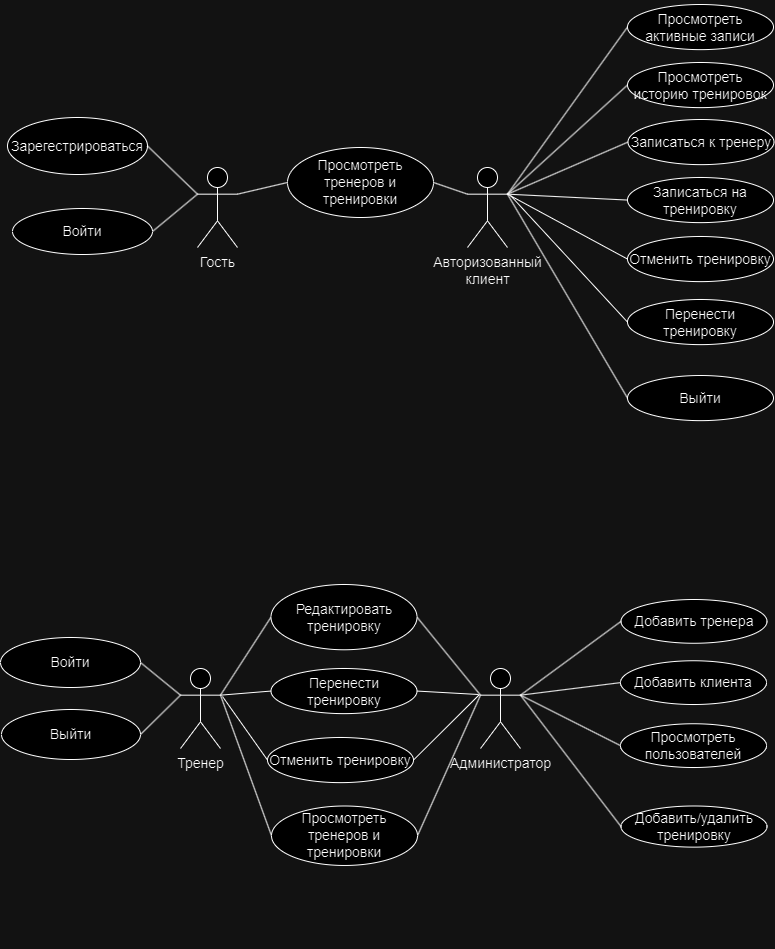 Просмотреть
активные записи
Просмотреть
историю тренировок
Зарегестрироваться
Записаться к тренеру
Просмотреть
тренеров и
тренировки
Записаться на
тренировку
Войти
Гость
Авторизованный
клиент
Отменить тренировку
Перенести
тренировку
Выйти
Редактировать
тренировку
Добавить тренера
Войти
Перенести
тренировку
Добавить клиента
Выйти
Просмотреть
пользователей
Тренер
Отменить тренировку
Администратор
Просмотреть
тренеров и
тренировки
Добавить/удалить
тренировку